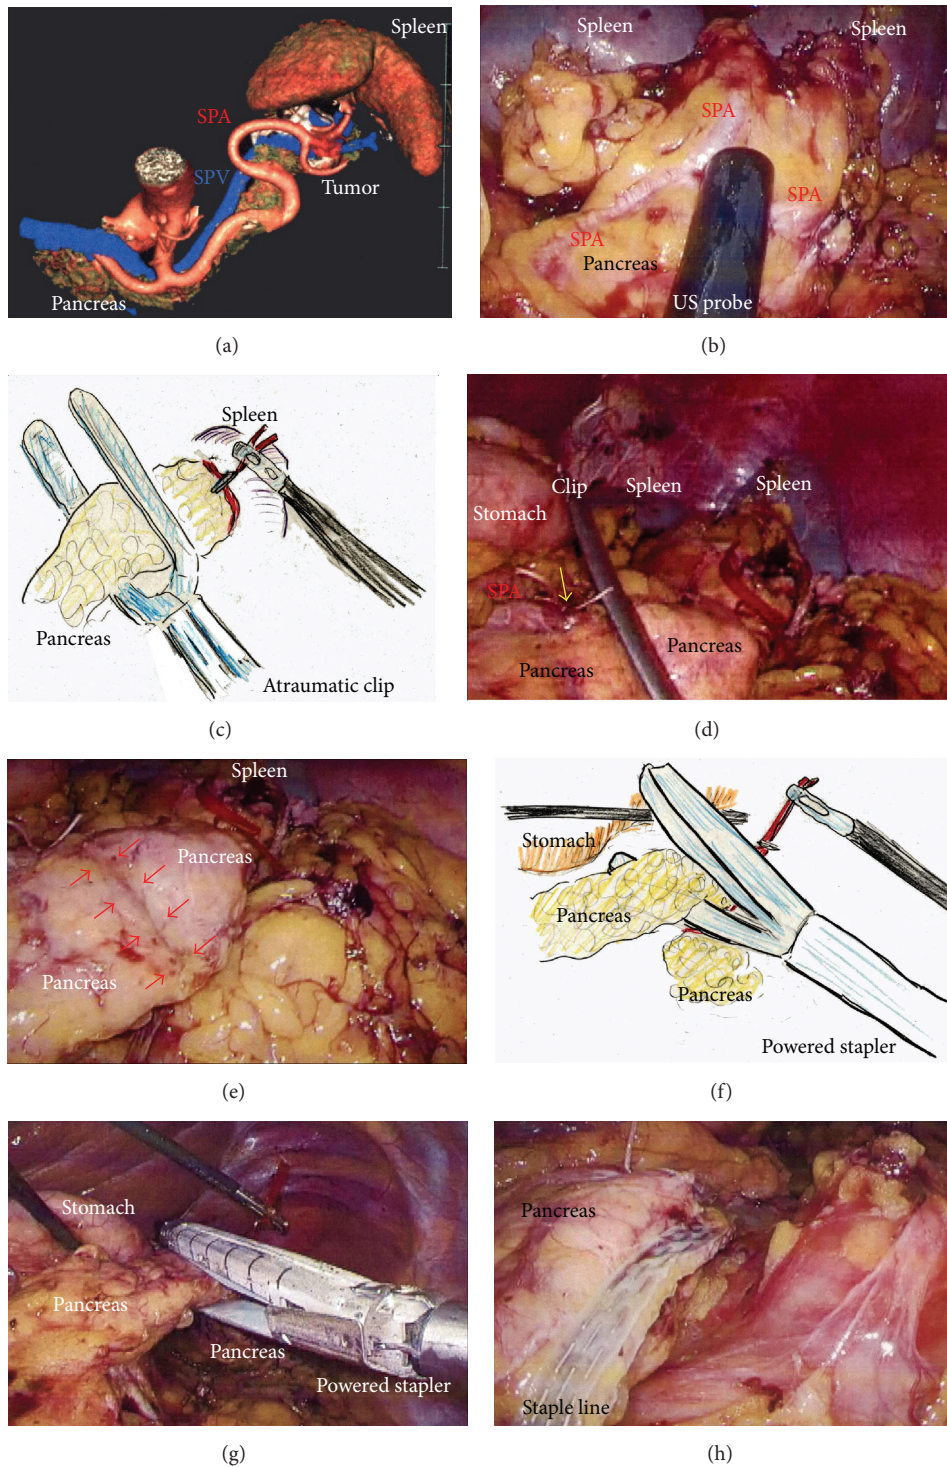 Spleen
SPA
SPV
Tumor
Pancreas
(a)
Spleen
Spleen
SPA
SPA
SPA
Pancreas
US probe
(b)
Spleen
Pancreas
Atraumatic clip
(c)
Clip
Spleen
Spleen
Stomach
SPA
Pancreas
Pancreas
(d)
Spleen
Pancreas
Pancreas
(e)
Stomach
Pancreas
Pancreas
Powered stapler
(f)
Stomach
Pancreas
Pancreas
Powered stapler
(g)
Pancreas
Staple line
(h)